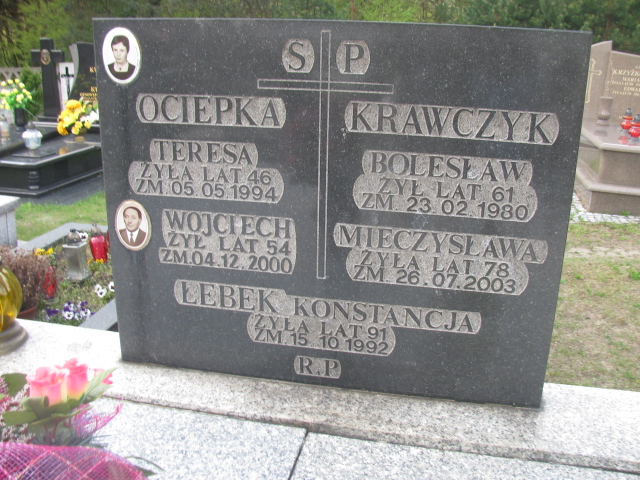 S P
OCIEPKA
TERESA
ŻYŁA LAT 46
ZM 05.05.1994
WOJCIECH
ŻYŁ LAT 54
ZM.04.12.2000
KRAWCZYK
BOLESŁAW
ŻYŁ LAT 61
ZM. 23.02.1980
MIECZYSŁAWA
ŻYŁA LAT 78
ZM 26.07.2003
ŁEBEK KONSTANCJA
ŻYŁA LAT 91
ZM. 15.10 1992
R.P